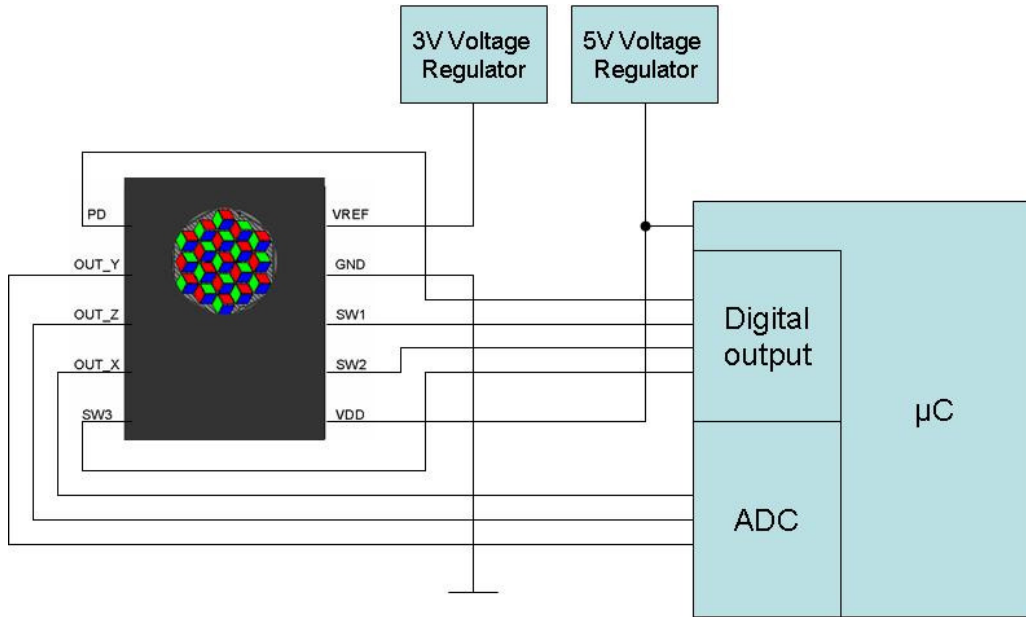 3V Voltage
Regulator
5V Voltage
Regulator
PD
VREF
OUT_Y
GND
OUT_Z
SW1
OUT_X
SW2
SW3
VDD
Digital
output
µC
ADC